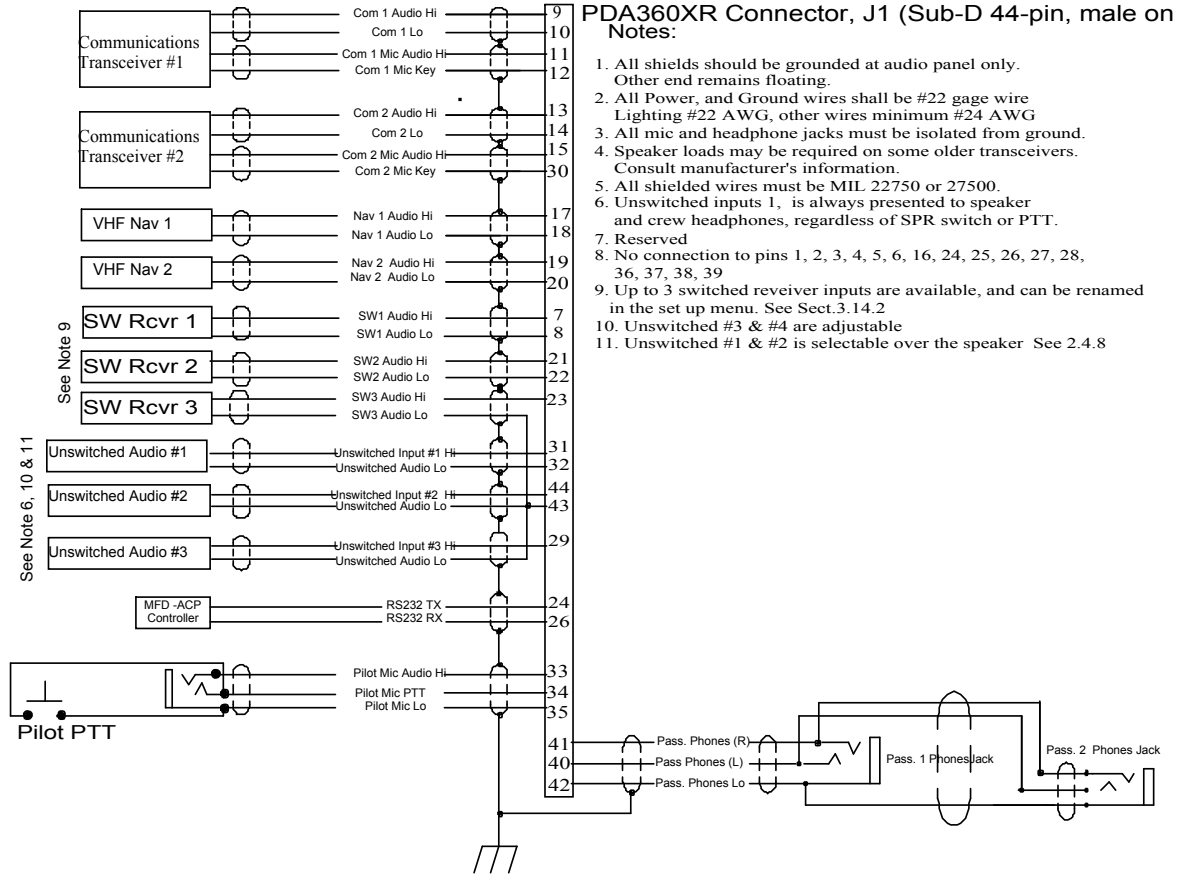 PDA360XR Connector, J1 (Sub-D 44-pin, male on
Notes:
1. All shields should be grounded at audio panel only.
Other end remains floating.
2. All Power, and Ground wires shall be #22 gage wire
Lighting #22 AWG, other wires minimum #24 AWG
3. All mic and headphone jacks must be isolated from ground.
4. Speaker loads may be required on some older transceivers.
Consult manufacturer's information.
5. All shielded wires must be MIL 22750 or 27500.
6. Unswitched inputs 1, is always presented to speaker
and crew headphones, regardless of SPR switch or PTT.
7. Reserved
8. No connection to pins 1, 2, 3, 4, 5, 6, 16, 24, 25, 26, 27, 28,
36, 37, 38, 39
9. Up to 3 switched reveiver inputs are available, and can be renamed
in the set up menu. See Sect.3.14.2
10. Unswitched #3 & #4 are adjustable
11. Unswitched #1 & #2 is selectable over the speaker See 2.4.8
Communications
Transceiver #1
Com 1 Audio Hi 9
Com 1 Lo 10
Com 1 Mic Audio Hi 11
Com 1 Mic Key 12
Communications
Transceiver #2
Com 2 Audio Hi 13
Com 2 Lo 14
Com 2 Mic Audio Hi 15
Com 2 Mic Key 30
VHF Nav 1
Nav 1 Audio Hi 17
Nav 1 Audio Lo 18
VHF Nav 2
Nav 2 Audio Hi 19
Nav 2 Audio Lo 20
See Note 9
SW Rcvr 1
SW1 Audio Hi 7
SW1 Audio Lo 8
SW Rcvr 2
SW2 Audio Hi 21
SW2 Audio Lo 22
SW Rcvr 3
SW3 Audio Hi 23
SW3 Audio Lo
See Note 6, 10 & 11
Unswitched Audio #1
Unswitched Input #1 Hi 31
Unswitched Audio Lo 32
Unswitched Audio #2
Unswitched Input #2 Hi 44
Unswitched Audio Lo 43
Unswitched Audio #3
Unswitched Input #3 Hi 29
Unswitched Audio Lo
MFD -ACP
Controller
RS232 TX 24
RS232 RX 26
Pilot PTT
Pilot Mic Audio Hi 33
Pilot Mic PTT 34
Pilot Mic Lo 35
41 Pass. Phones (R)
40 Pass Phones (L)
42 Pass. Phones Lo
Pass. 1 Phones Jack
Pass. 2 Phones Jack